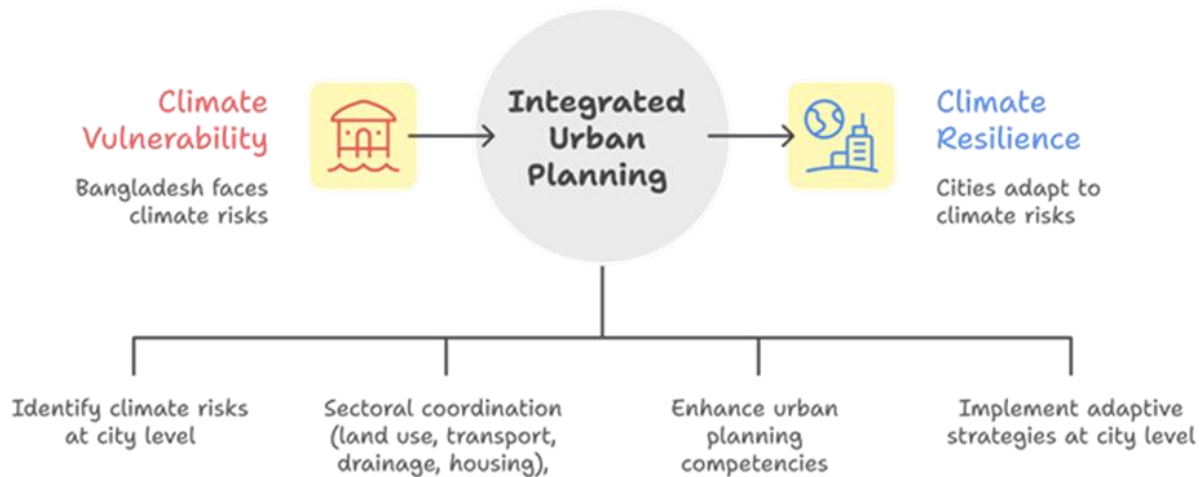 Climate
Vulnerability
Bangladesh faces
climate risks
Integrated
Urban
Planning
Climate
Resilience
Cities adapt to
climate risks
Identify climate risks
at city level
Sectoral coordination
(land use, transport,
drainage, housing),
Enhance urban
planning
competencies
Implement adaptive
strategies at city level